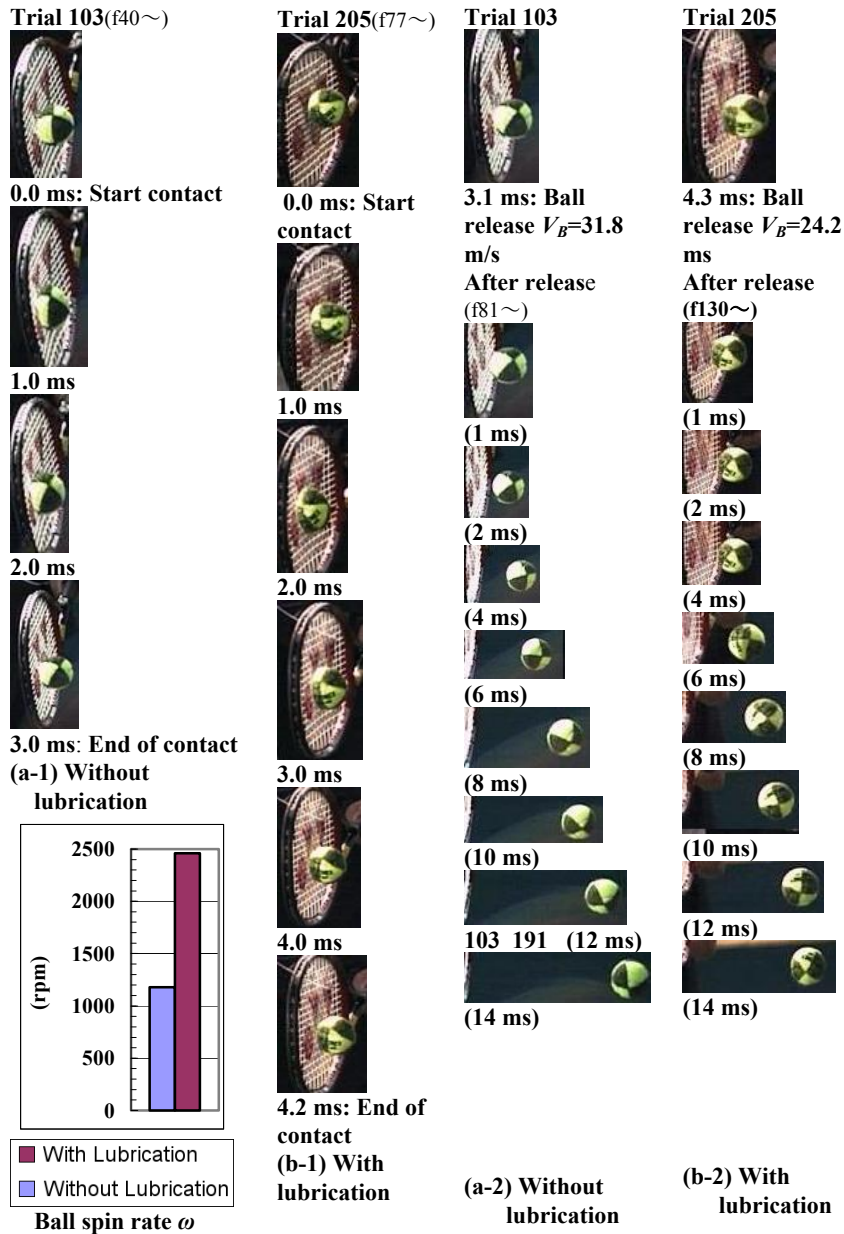 Trial 103(f40～)
0.0 ms: Start contact
1.0 ms
2.0 ms
3.0 ms: End of contact
(a-1) Without
lubrication
2500
2000
1500
1000
500
0
(rpm)
With Lubrication
Without Lubrication
Ball spin rate ω
Trial 205(f77～)
0.0 ms: Start
contact
1.0 ms
2.0 ms
3.0 ms
4.0 ms
4.2 ms: End of
contact
(b-1) With
lubrication
Trial 103
3.1 ms: Ball
release VB=31.8
m/s
After release
(f81～)
(1 ms)
(2 ms)
(4 ms)
(6 ms)
(8 ms)
(10 ms)
103 191 (12 ms)
(14 ms)
(a-2) Without
lubrication
Trial 205
4.3 ms: Ball
release VB=24.2
ms
After release
(f130～)
(1 ms)
(2 ms)
(4 ms)
(6 ms)
(8 ms)
(10 ms)
(12 ms)
(14 ms)
(b-2) With
lubrication